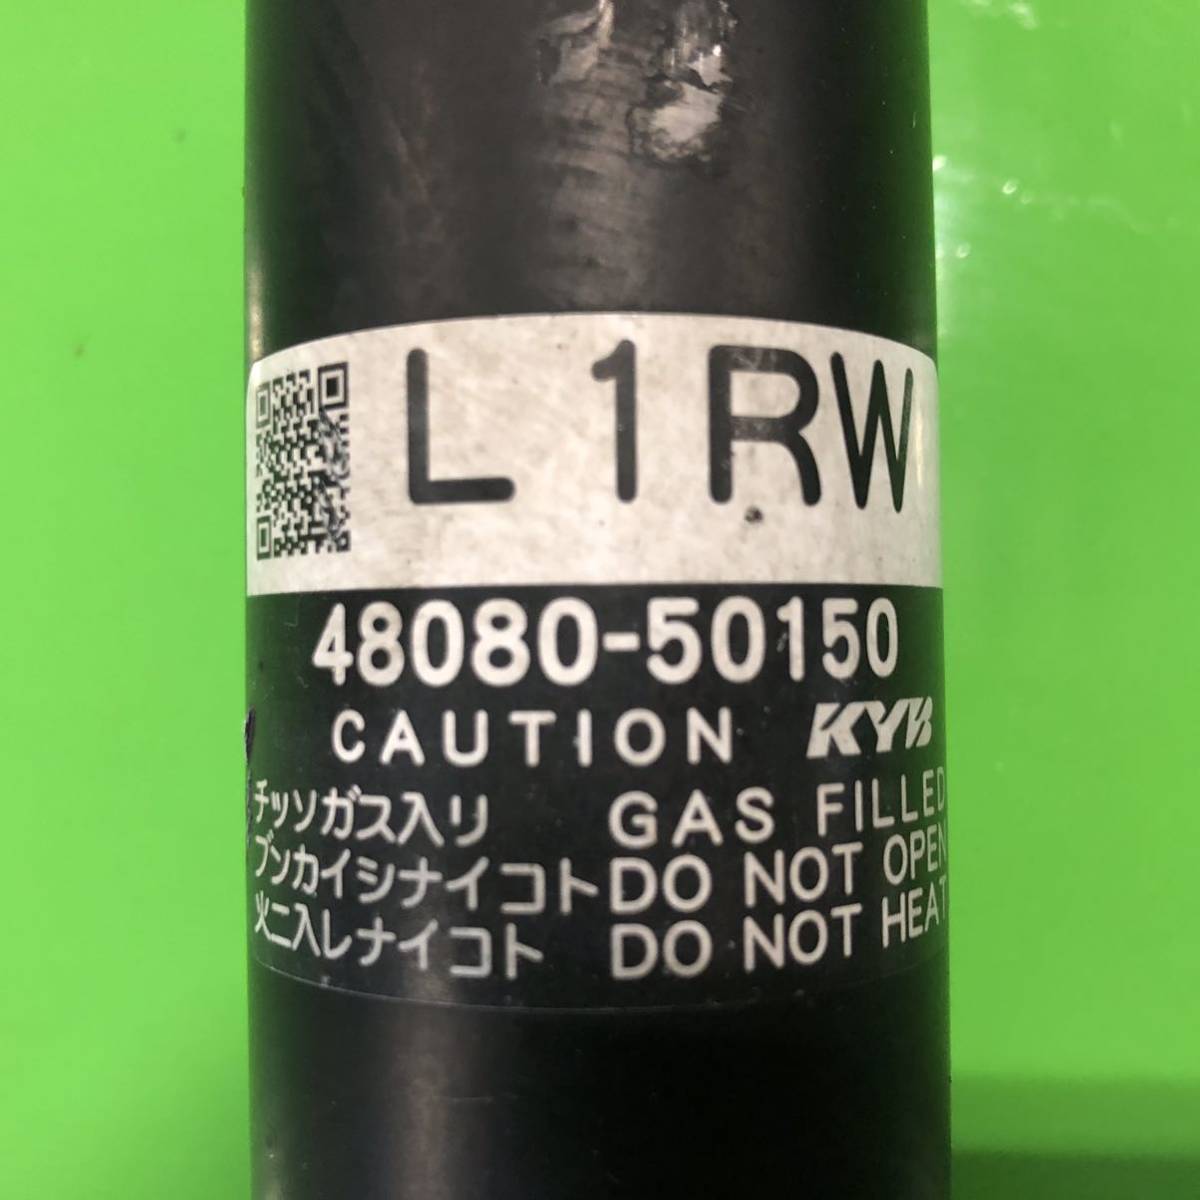 L1RW
48080-50150
CAUTION KYB
チッソガス入リ GAS FILLED
ブンカイシナイコト DO NOT OPEN
火ニ入レナイコト DO NOT HEAT